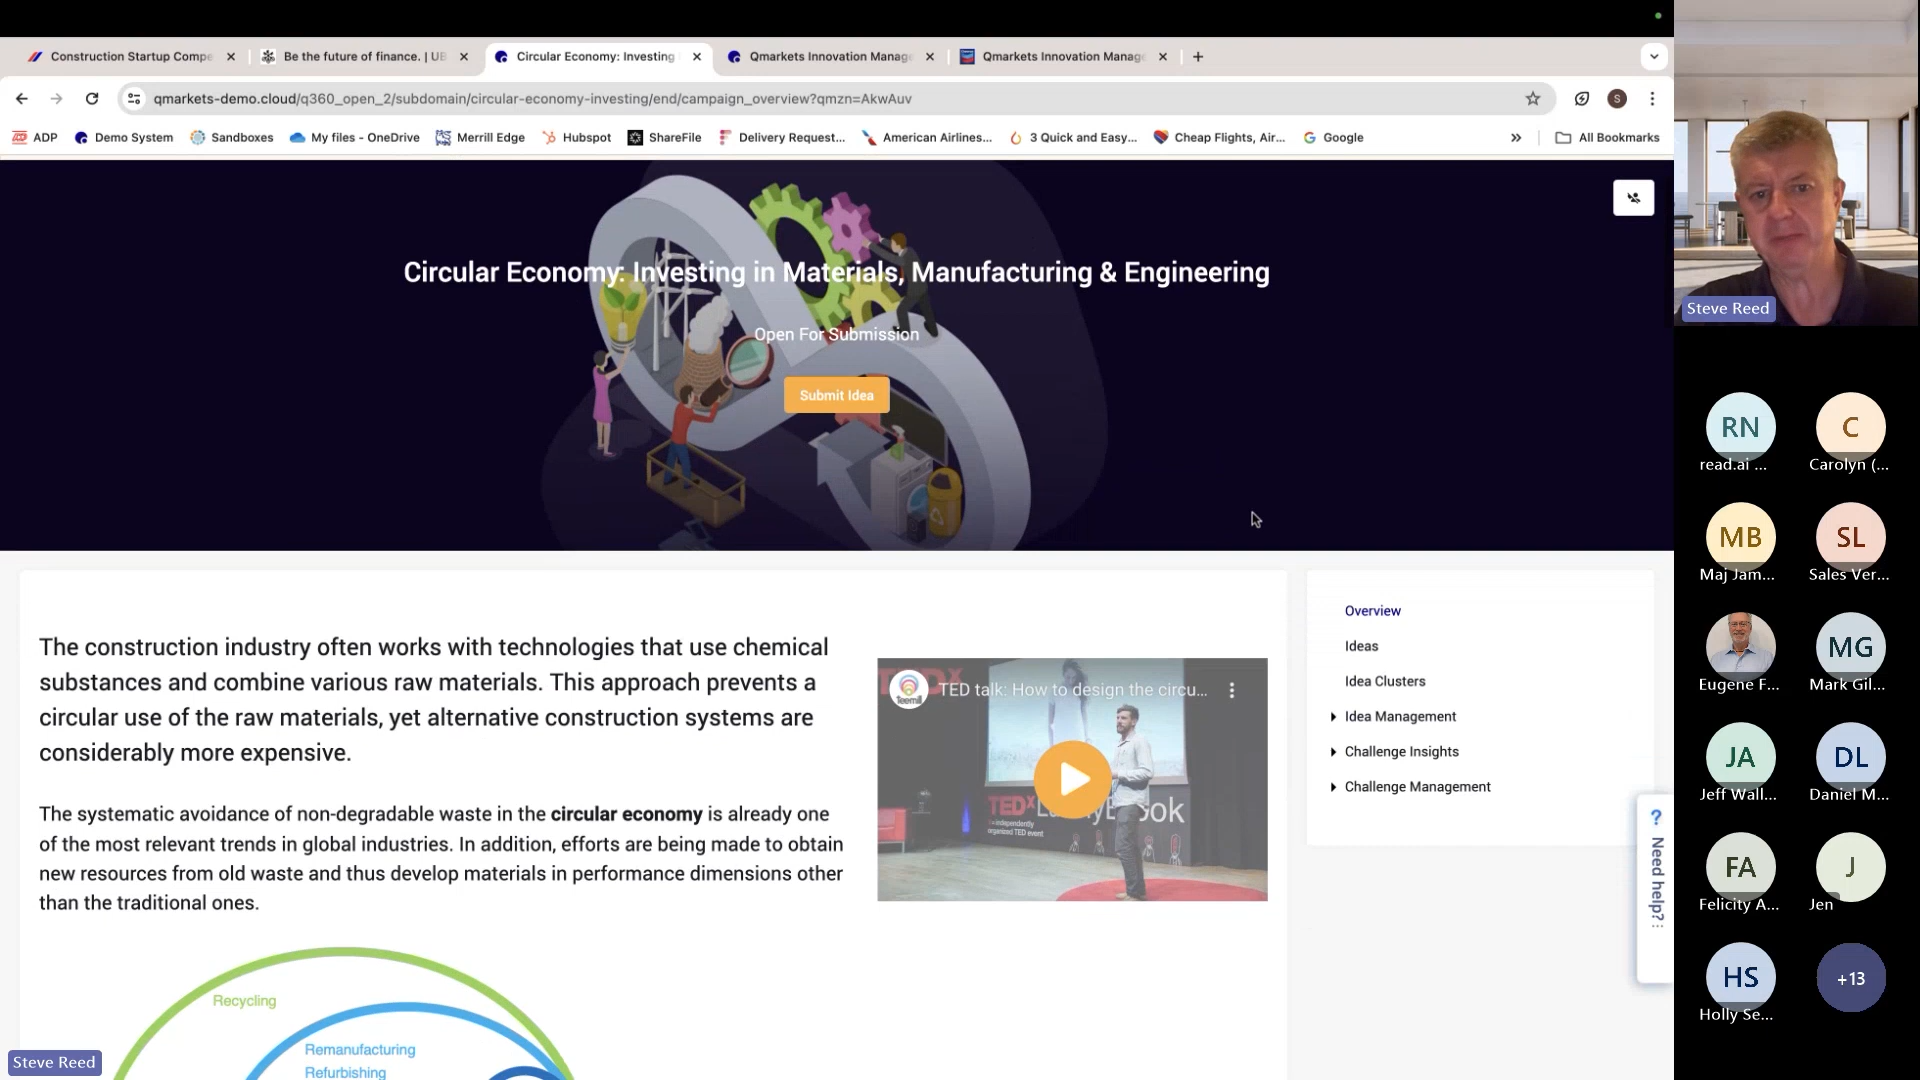 Construction Startup Compe
Be the future of finance. | UB
Circular Economy: Investing
Qmarkets Innovation Manage
Qmarkets Innovation Manage
qmarkets-demo.cloud/q360_open_2/subdomain/circular-economy-investing/end/campaign_overview?qmzn=AkwAuv
S
ADP
Demo System
Sandboxes
My files - OneDrive
Merrill Edge
Hubspot
ShareFile
Delivery Request...
American Airlines...
3 Quick and Easy...
Cheap Flights, Air...
Google
All Bookmarks
Circular Economy: Investing in Materials, Manufacturing & Engineering
Open For Submission
Submit Idea
The construction industry often works with technologies that use chemical
substances and combine various raw materials. This approach prevents a
circular use of the raw materials, yet alternative construction systems are
considerably more expensive.
The systematic avoidance of non-degradable waste in the circular economy is already one
of the most relevant trends in global industries. In addition, efforts are being made to obtain
new resources from old waste and thus develop materials in performance dimensions other
than the traditional ones.
TEDx
teemill
TED talk: How to design the circu...
TEDx
independently
organized TED event
Recycling
Remanufacturing
Refurbishing
Overview
Ideas
Idea Clusters
Idea Management
Challenge Insights
Challenge Management
? Need help?
Steve Reed
RN
read.ai ...
C
Carolyn (...
MB
Maj Jam...
SL
Sales Ver...
Eugene F...
MG
Mark Gil...
JA
Jeff Wall...
DL
Daniel M...
FA
Felicity A...
J
Jen
HS
Holly Se...
+13
Steve Reed